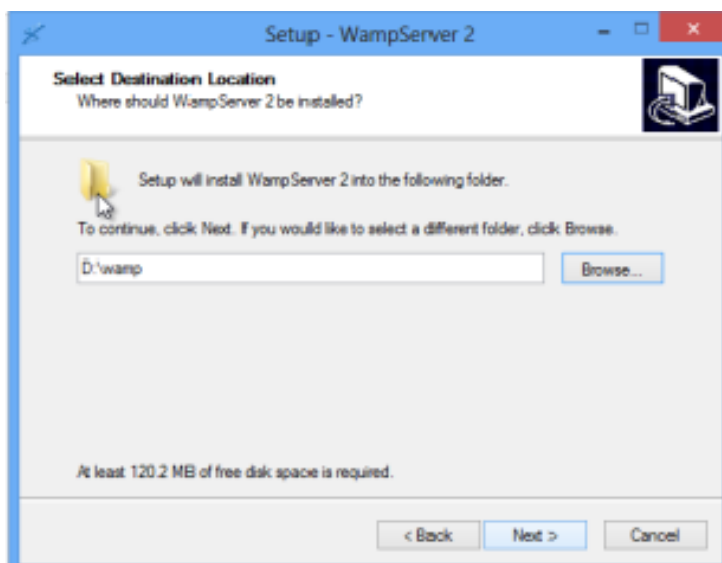 Setup - WampServer 2
Select Destination Location
Where should WampServer 2 be installed?
Setup will install WampServer 2 into the following folder.
To continue, click Next. If you would like to select a different folder, click Browse.
D:\wamp
Browse...
At least 120.2 MB of free disk space is required.
< Back
Next >
Cancel